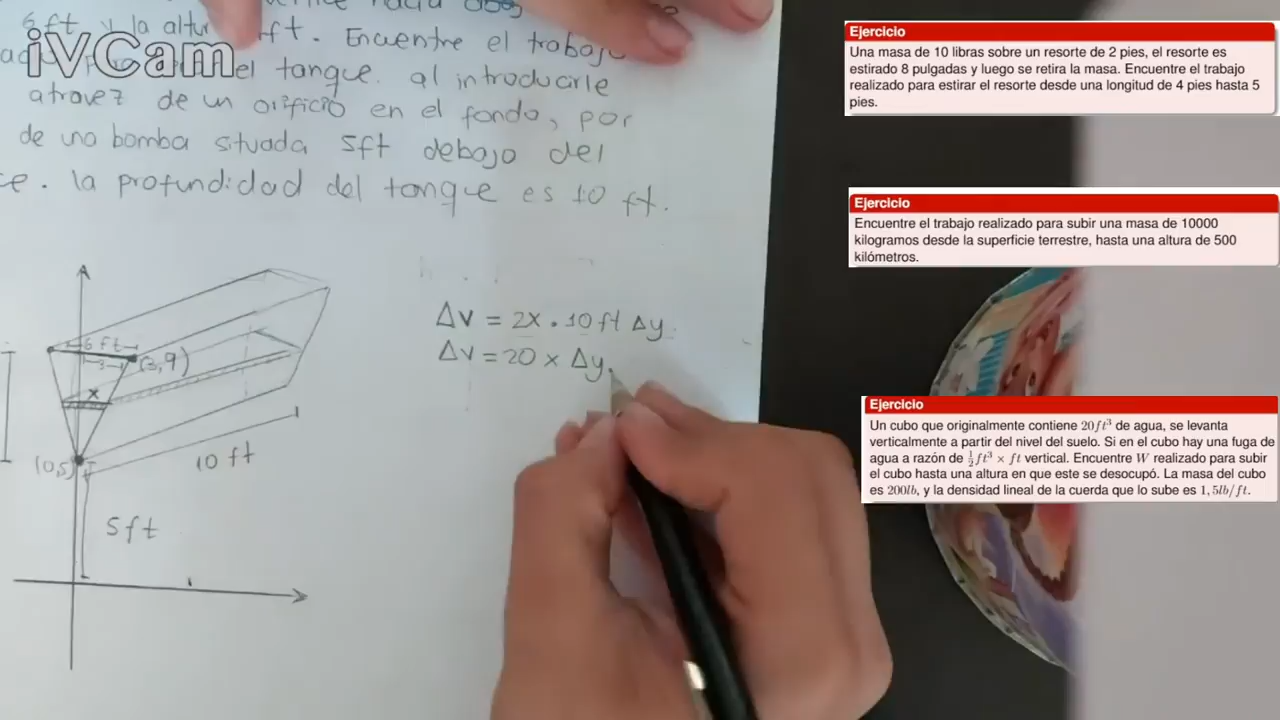 6 ft y la altur ft. Encuentre el trabajo
iVCam
el tanque. al introducirle
atravez de un orificio en el fondo, por
de una bomba situada 5ft debajo del
la profundidad del tanque es 10 ft.
6 ft
3
(3,9)
x
(0,5)
10 ft
5ft
Δv = 2x . 10ft Δy.
Δv = 20 x Δy.
Ejercicio
Una masa de 10 libras sobre un resorte de 2 pies, el resorte es
estirado 8 pulgadas y luego se retira la masa. Encuentre el trabajo
realizado para estirar el resorte desde una longitud de 4 pies hasta 5
pies.
Ejercicio
Encuentre el trabajo realizado para subir una masa de 10000
kilogramos desde la superficie terrestre, hasta una altura de 500
kilómetros.
Ejercicio
Un cubo que originalmente contiene 20ft³ de agua, se levanta
verticalmente a partir del nivel del suelo. Si en el cubo hay una fuga de
agua a razón de ½ft³ × ft vertical. Encuentre W realizado para subir
el cubo hasta una altura en que este se desocupó. La masa del cubo
es 200lb, y la densidad lineal de la cuerda que lo sube es 1,5lb/ft.